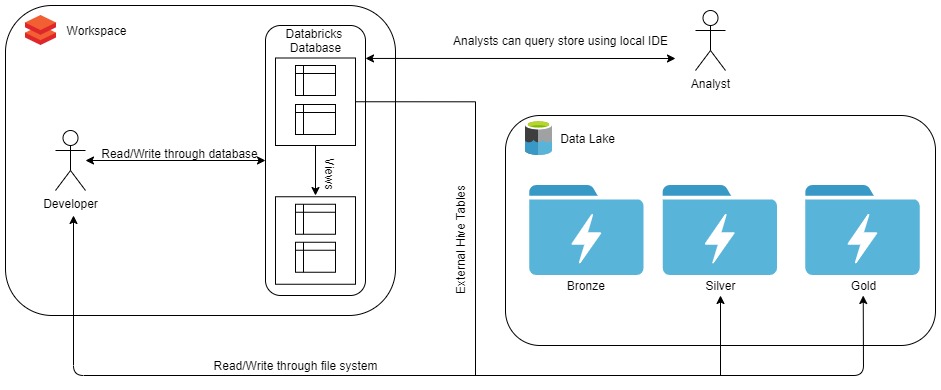 Workspace
Databricks
Database
Analysts can query store using local IDE
Analyst
Data Lake
Read/Write through database
Views
Developer
External Hive Tables
Bronze
Silver
Gold
Read/Write through file system